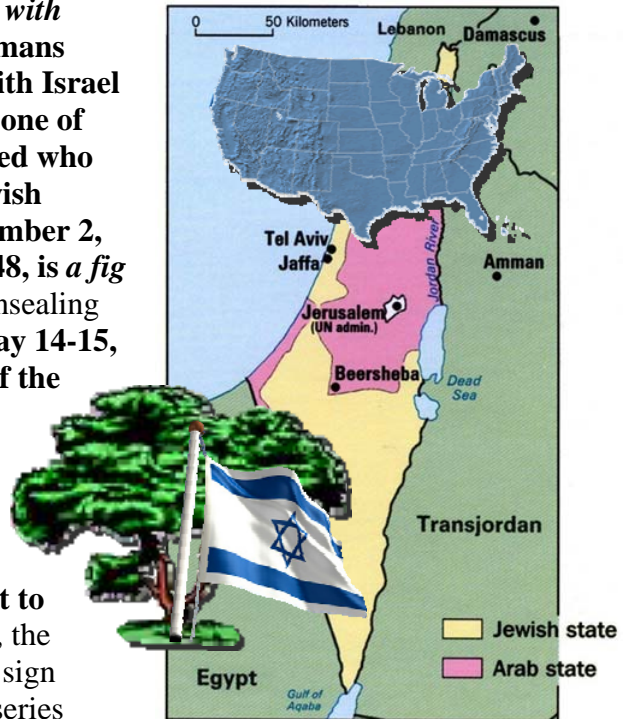 with
mans
ith Israel
one of
ed who
vish
mber 2,
48, is a fig
nsealing
ay 14-15,
f the
t to
, the
sign
series
0 50 Kilometers
Lebanon
Damascus
Tel Aviv
Jaffa
Jordan River
Amman
Jerusalem
(UN admin.)
Beersheba
Dead
Sea
Transjordan
Jewish state
Arab state
Egypt
Gulf of
Aqaba